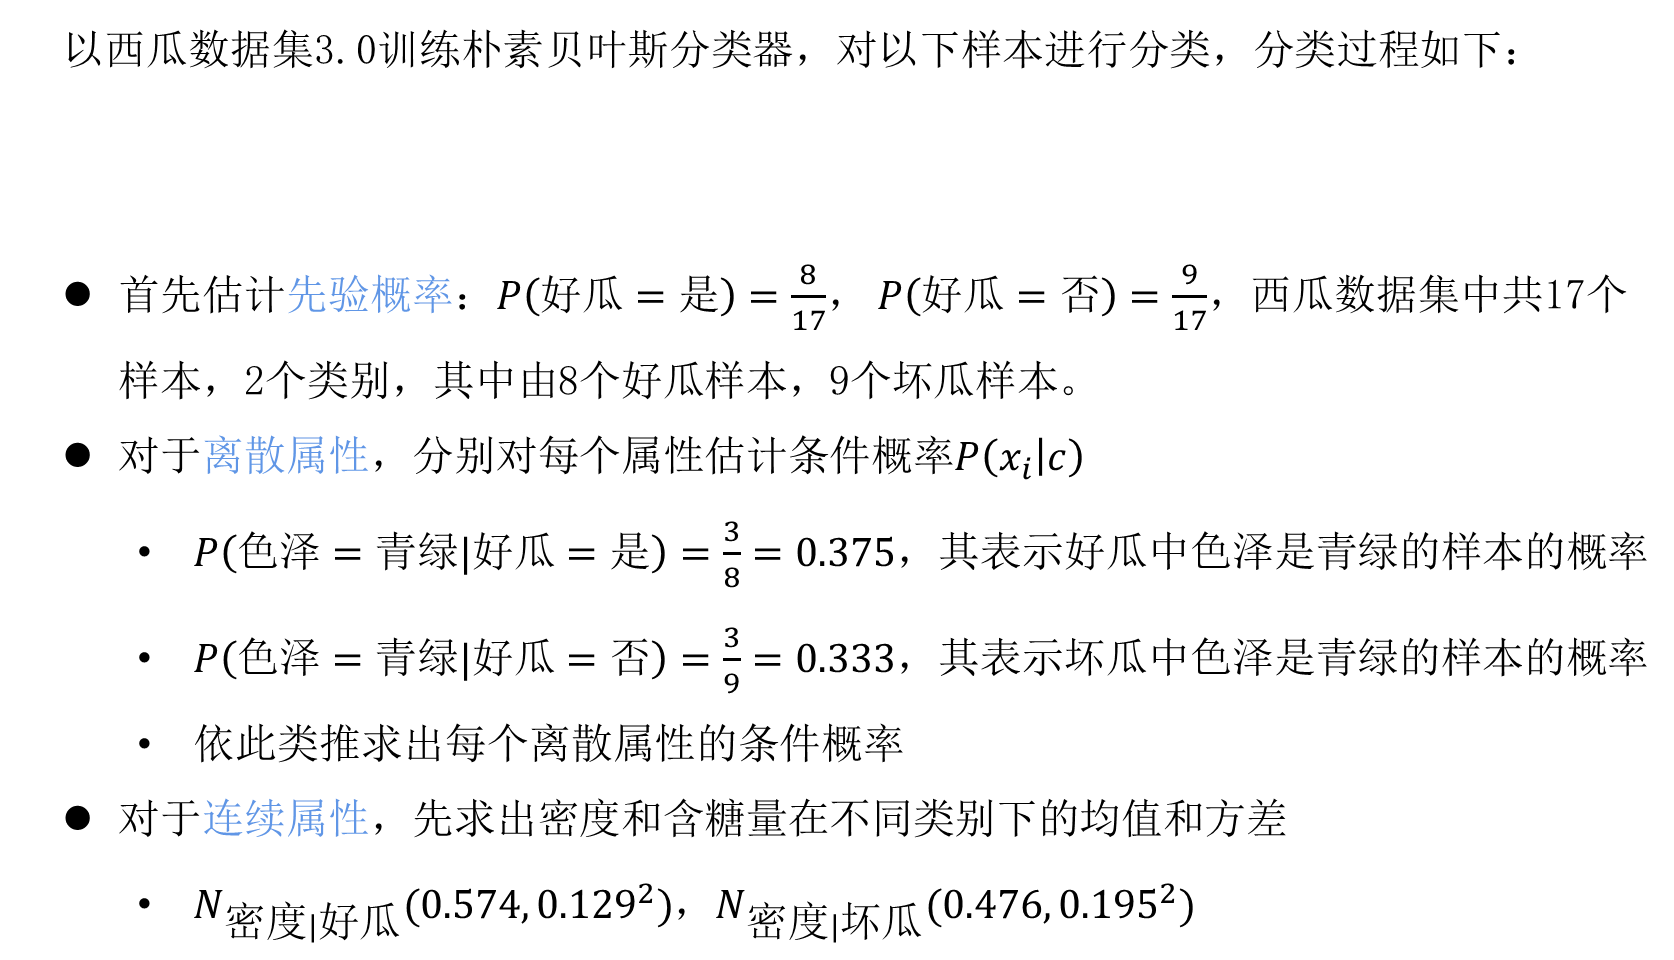 以西瓜数据集3.0训练朴素贝叶斯分类器，对以下样本进行分类，分类过程如下：
● 首先估计先验概率：P(好瓜 = 是) = 8/17， P(好瓜 = 否) = 9/17，西瓜数据集中共17个
样本，2个类别，其中由8个好瓜样本，9个坏瓜样本。
● 对于离散属性，分别对每个属性估计条件概率P(xᵢ|c)
• P(色泽 = 青绿|好瓜 = 是) = 3/8 = 0.375，其表示好瓜中色泽是青绿的样本的概率
• P(色泽 = 青绿|好瓜 = 否) = 3/9 = 0.333，其表示坏瓜中色泽是青绿的样本的概率
• 依此类推求出每个离散属性的条件概率
● 对于连续属性，先求出密度和含糖量在不同类别下的均值和方差
• N密度|好瓜(0.574, 0.129²)，N密度|坏瓜(0.476, 0.195²)